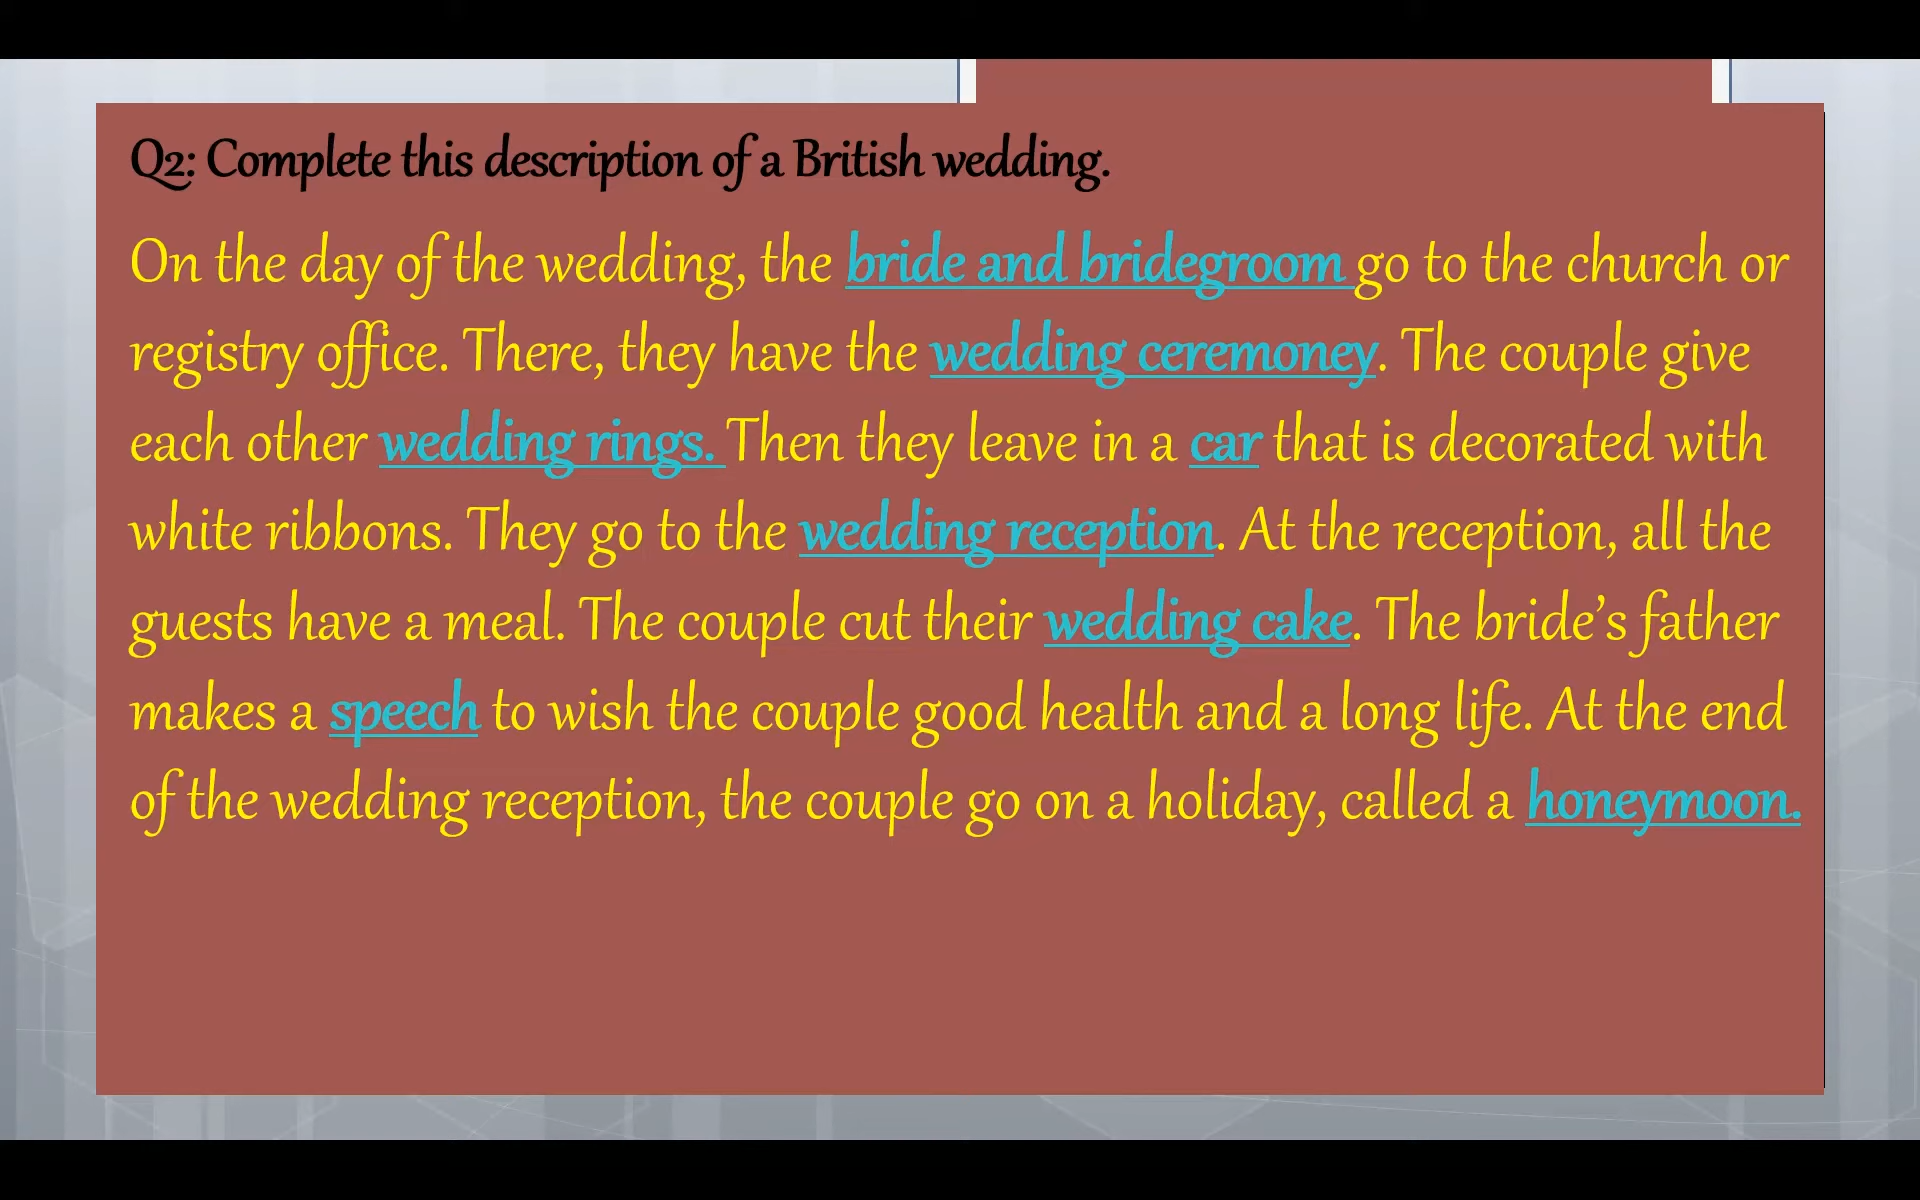 Q2: Complete this description of a British wedding.
On the day of the wedding, the bride and bridegroom go to the church or
registry office. There, they have the wedding ceremoney. The couple give
each other wedding rings. Then they leave in a car that is decorated with
white ribbons. They go to the wedding reception. At the reception, all the
guests have a meal. The couple cut their wedding cake. The bride’s father
makes a speech to wish the couple good health and a long life. At the end
of the wedding reception, the couple go on a holiday, called a honeymoon.